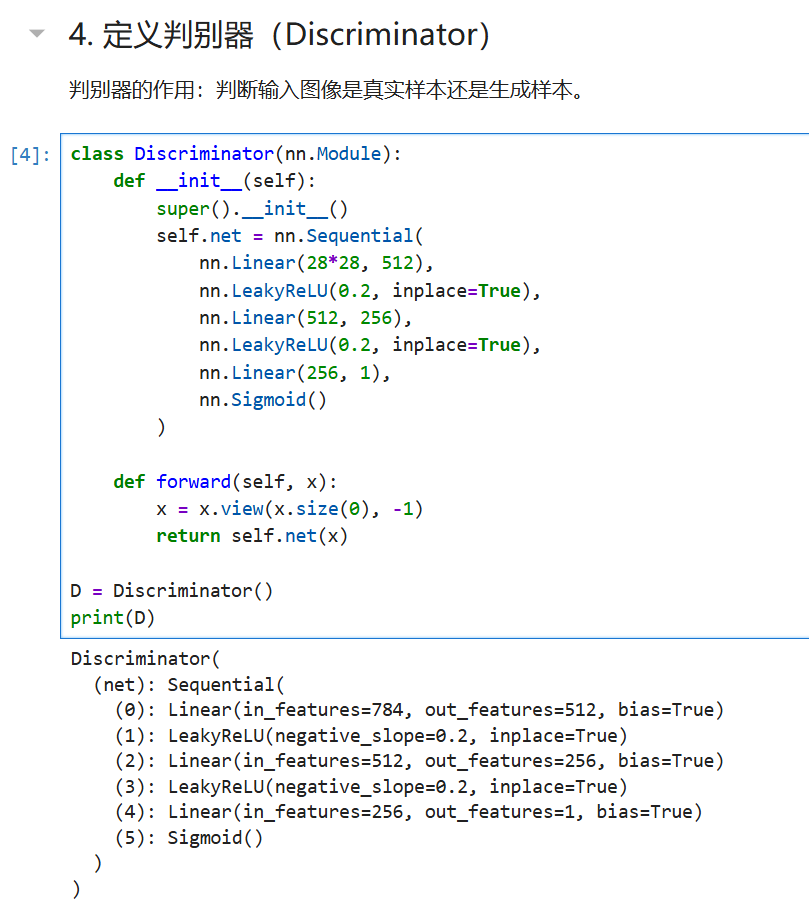 4. 定义判别器（Discriminator）
判别器的作用：判断输入图像是真实样本还是生成样本。
[4]:
class Discriminator(nn.Module):
    def __init__(self):
        super().__init__()
        self.net = nn.Sequential(
            nn.Linear(28*28, 512),
            nn.LeakyReLU(0.2, inplace=True),
            nn.Linear(512, 256),
            nn.LeakyReLU(0.2, inplace=True),
            nn.Linear(256, 1),
            nn.Sigmoid()
        )

    def forward(self, x):
        x = x.view(x.size(0), -1)
        return self.net(x)

D = Discriminator()
print(D)
Discriminator(
  (net): Sequential(
    (0): Linear(in_features=784, out_features=512, bias=True)
    (1): LeakyReLU(negative_slope=0.2, inplace=True)
    (2): Linear(in_features=512, out_features=256, bias=True)
    (3): LeakyReLU(negative_slope=0.2, inplace=True)
    (4): Linear(in_features=256, out_features=1, bias=True)
    (5): Sigmoid()
  )
)